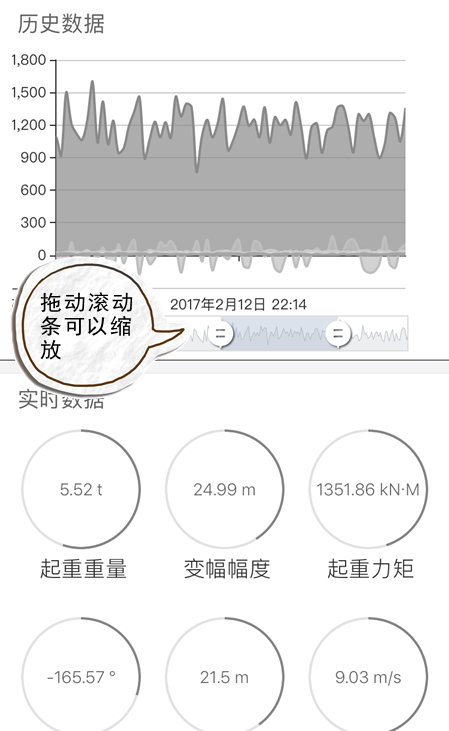 历史数据
1,800
1,500
1,200
900
600
300
0
2017年2月12日 22:14
拖动滚动
条可以缩
放
实时数据
5.52 t
24.99 m
1351.86 kN·M
起重重量
变幅幅度
起重力矩
-165.57 °
21.5 m
9.03 m/s